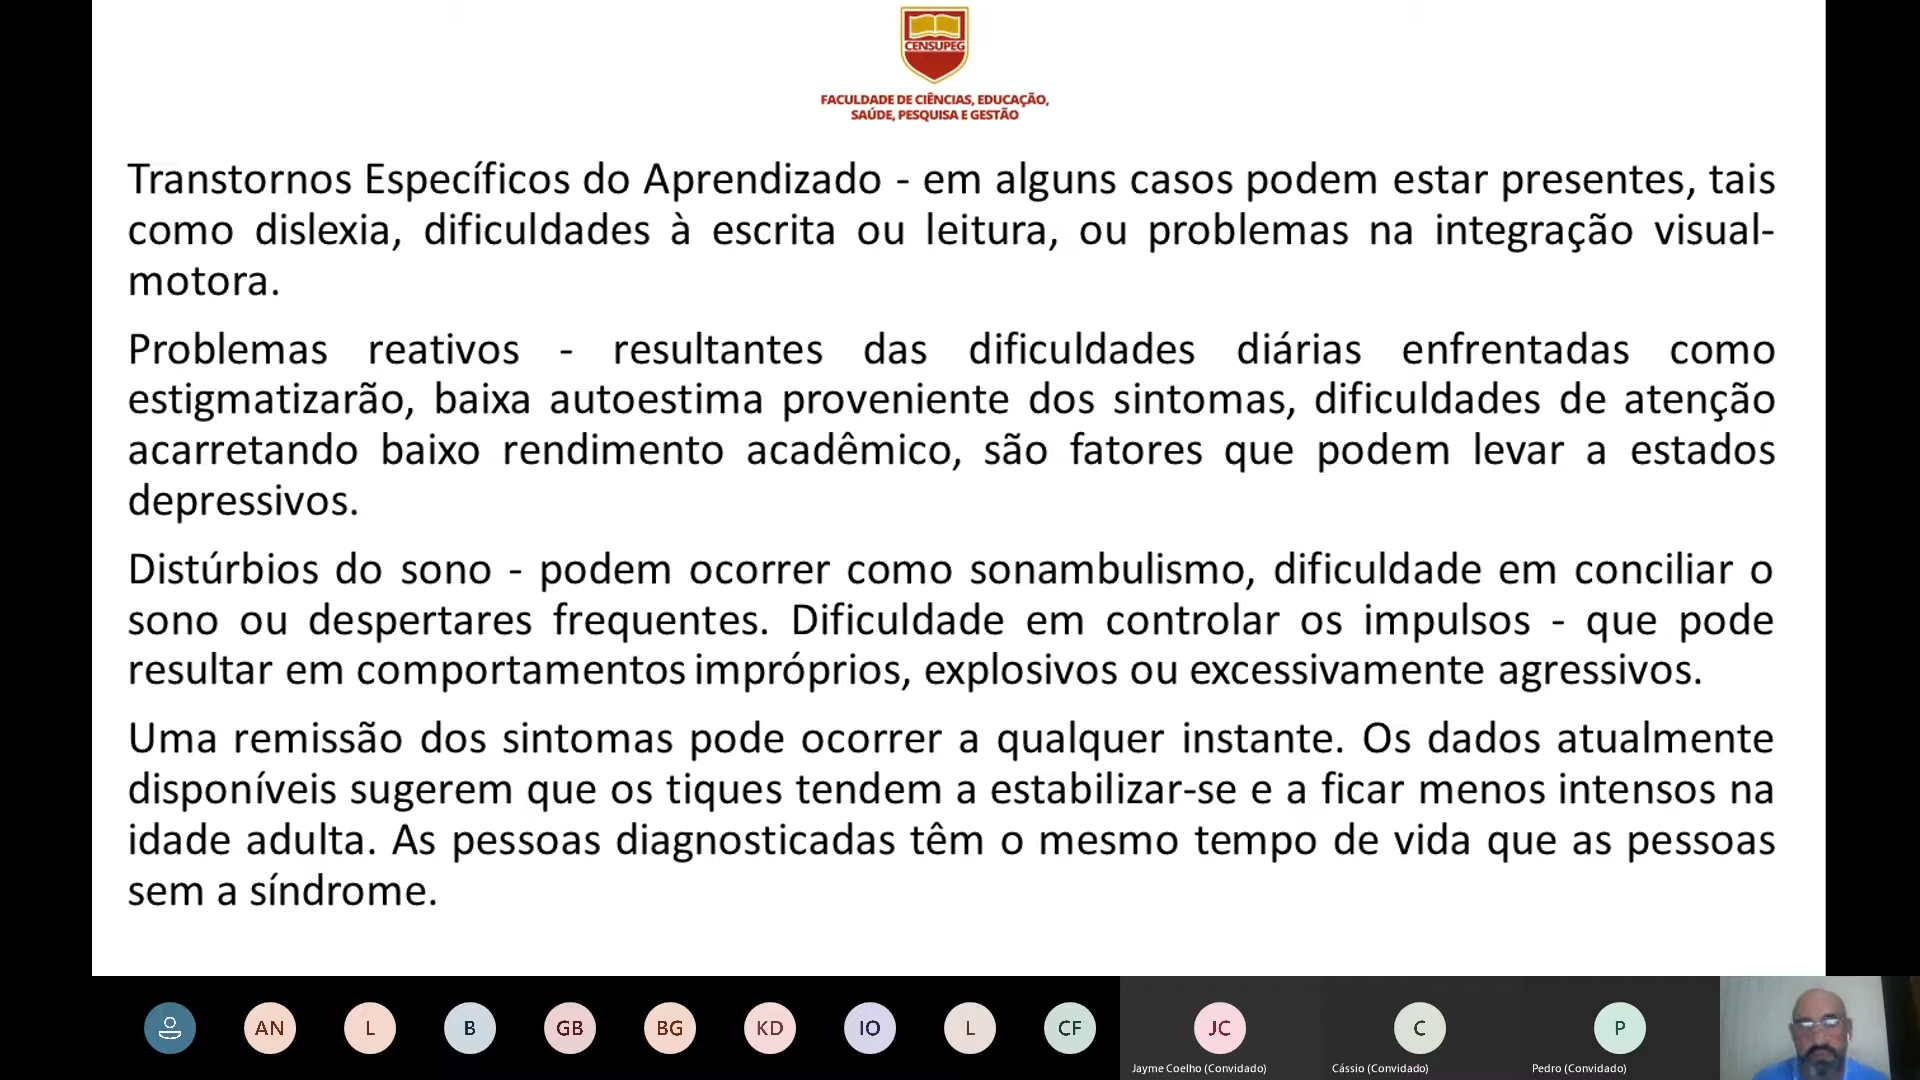 CENSUPEG
FACULDADE DE CIÊNCIAS, EDUCAÇÃO,
SAÚDE, PESQUISA E GESTÃO
Transtornos Específicos do Aprendizado - em alguns casos podem estar presentes, tais
como dislexia, dificuldades à escrita ou leitura, ou problemas na integração visual-
motora.
Problemas reativos - resultantes das dificuldades diárias enfrentadas como
estigmatizarão, baixa autoestima proveniente dos sintomas, dificuldades de atenção
acarretando baixo rendimento acadêmico, são fatores que podem levar a estados
depressivos.
Distúrbios do sono - podem ocorrer como sonambulismo, dificuldade em conciliar o
sono ou despertares frequentes. Dificuldade em controlar os impulsos - que pode
resultar em comportamentos impróprios, explosivos ou excessivamente agressivos.
Uma remissão dos sintomas pode ocorrer a qualquer instante. Os dados atualmente
disponíveis sugerem que os tiques tendem a estabilizar-se e a ficar menos intensos na
idade adulta. As pessoas diagnosticadas têm o mesmo tempo de vida que as pessoas
sem a síndrome.
AN L B GB BG KD IO L CF JC C P
Jayme Coelho (Convidado) Cássio (Convidado) Pedro (Convidado)